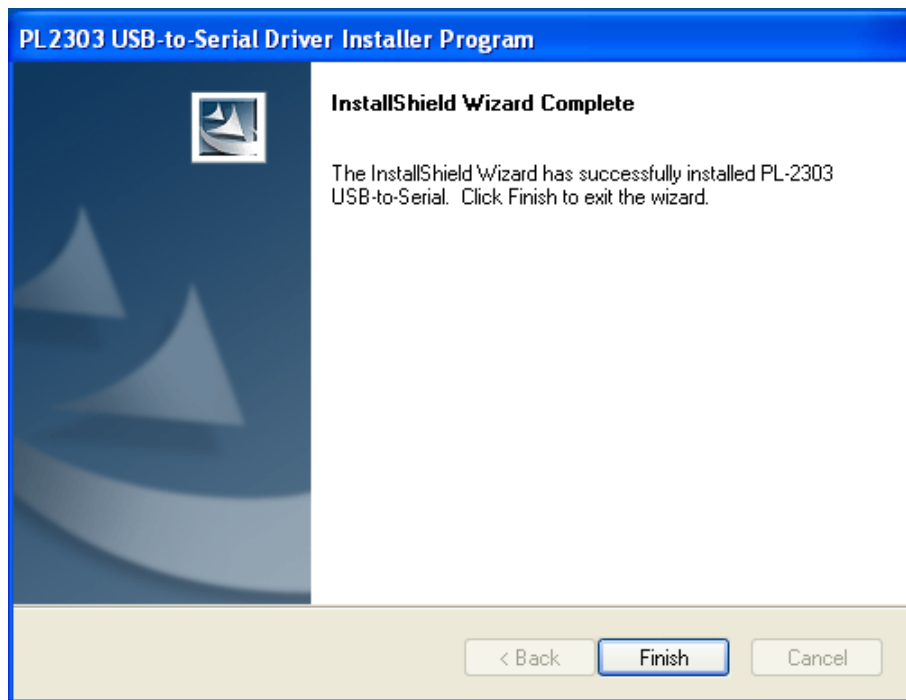 PL2303 USB-to-Serial Driver Installer Program
InstallShield Wizard Complete
The InstallShield Wizard has successfully installed PL-2303
USB-to-Serial. Click Finish to exit the wizard.
< Back
Finish
Cancel